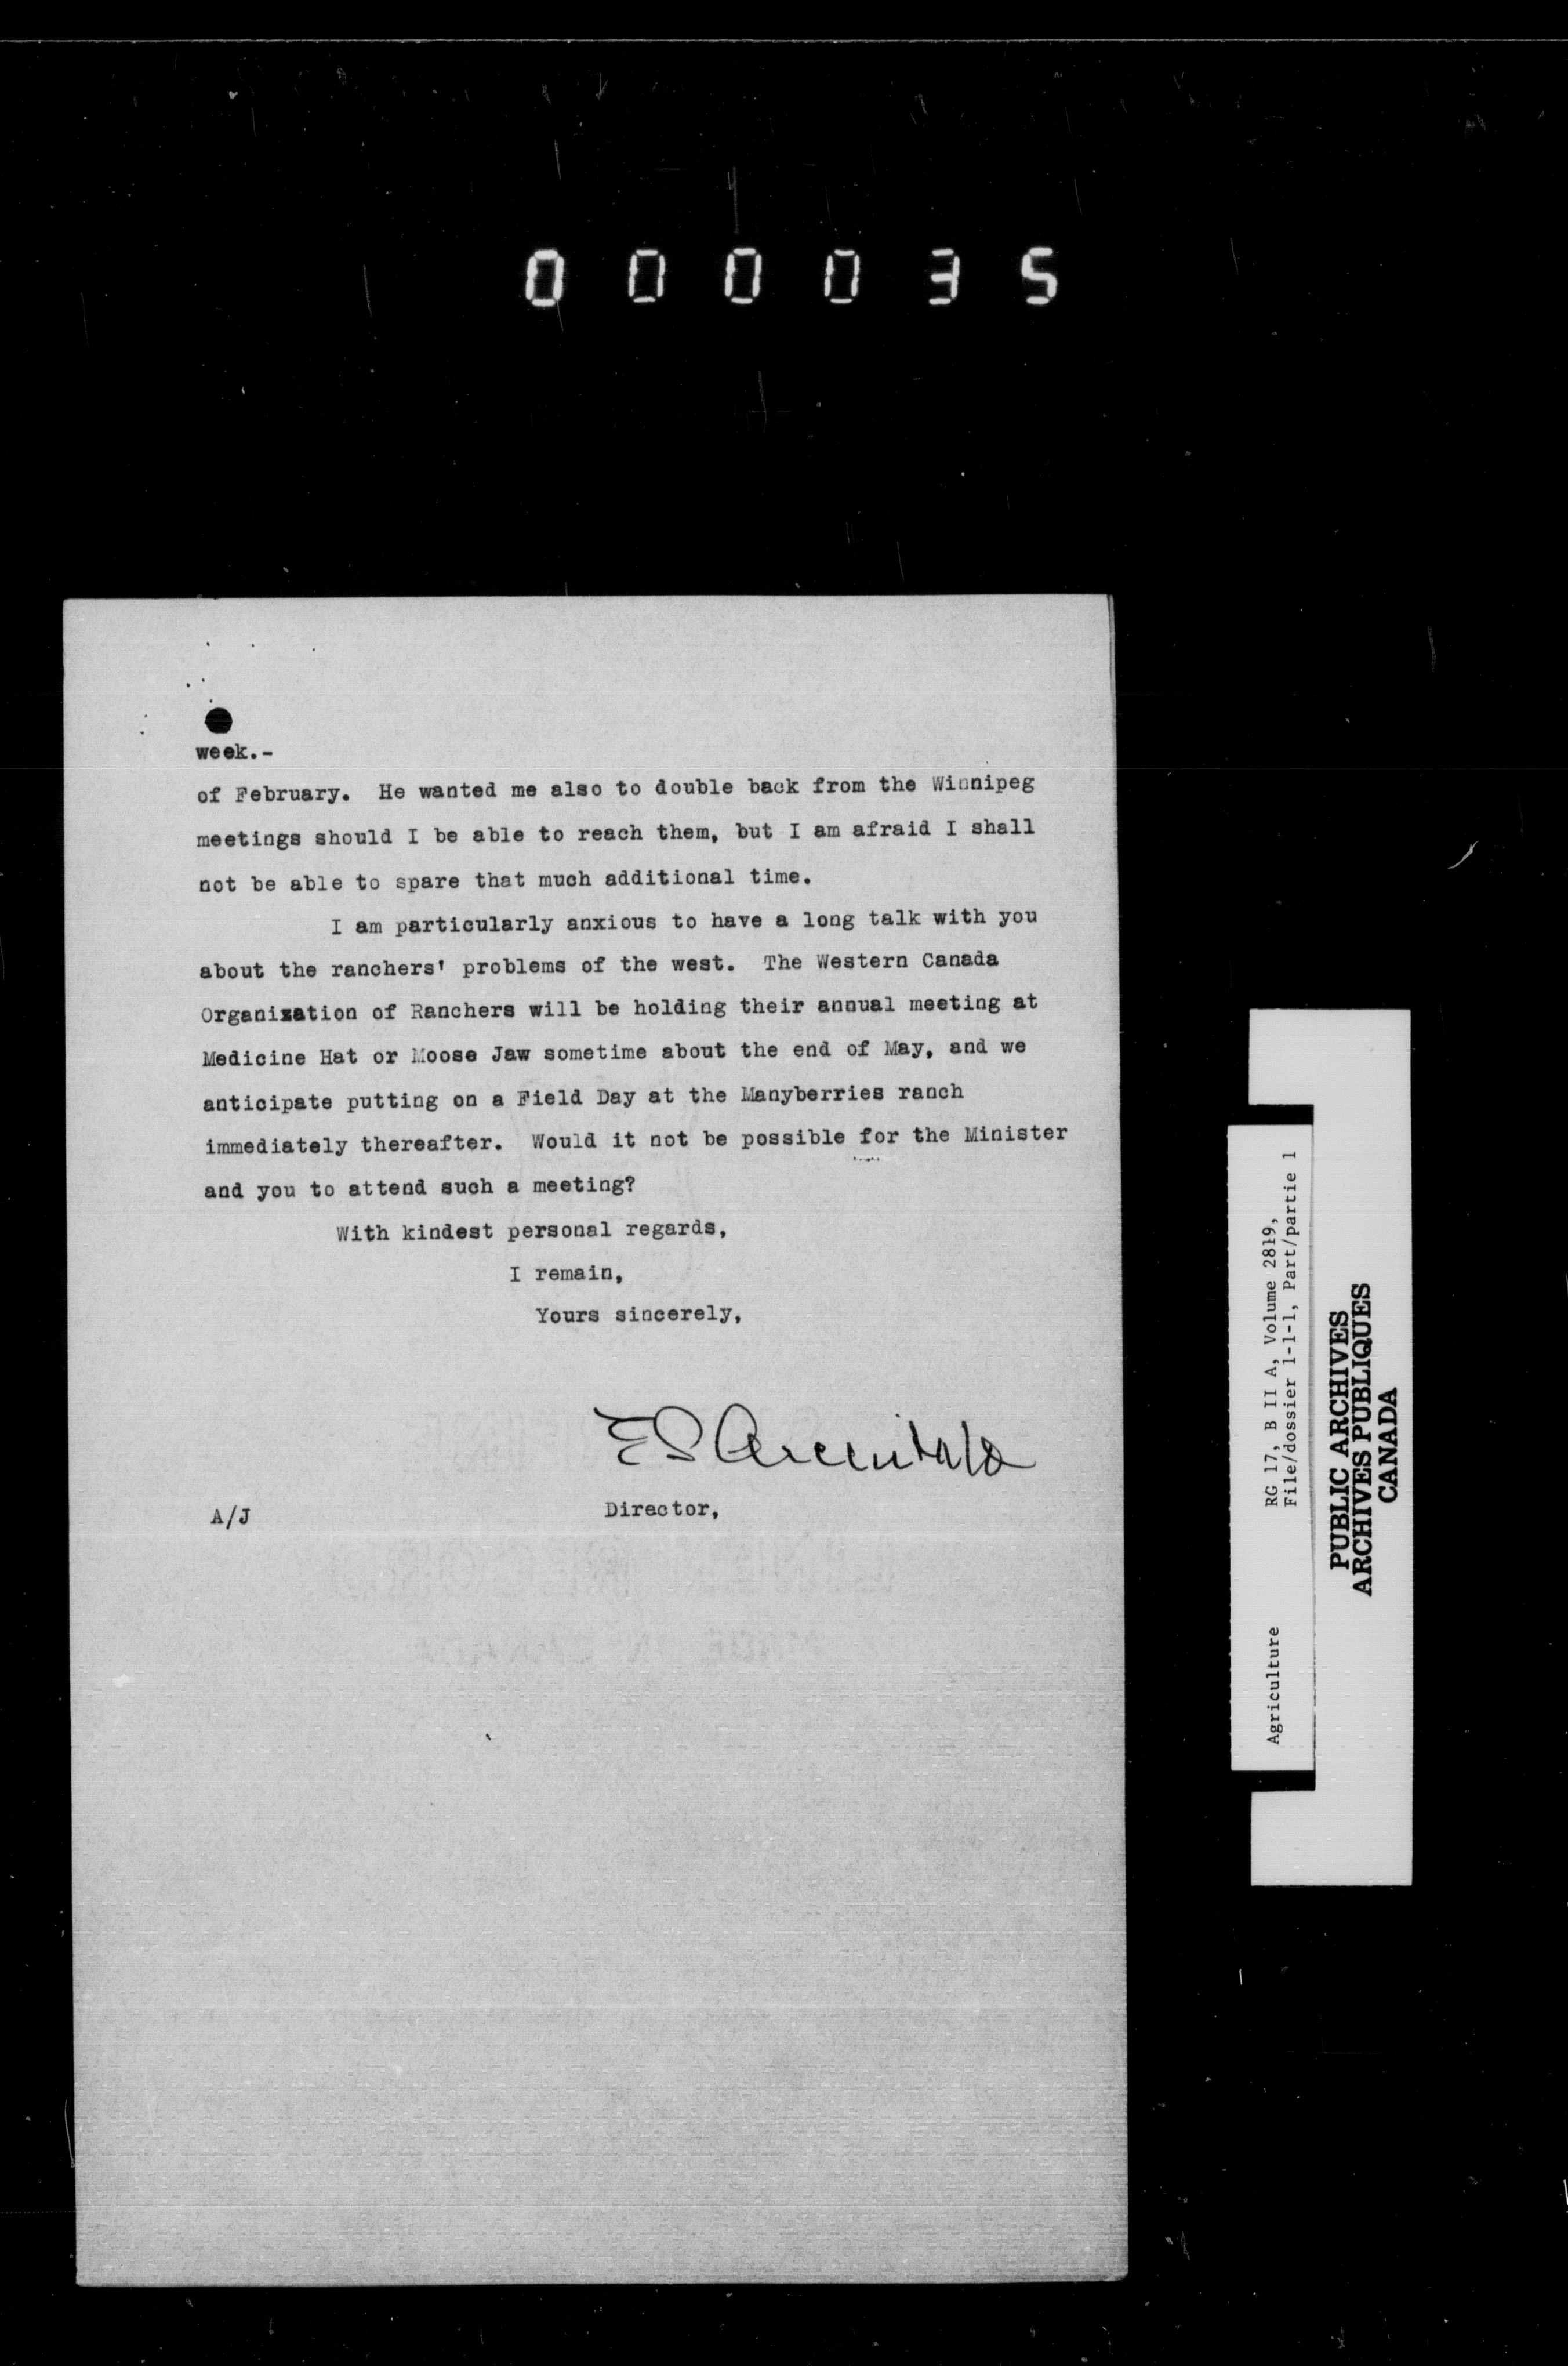 000035
week.-
of February. He wanted me also to double back from the Winnipeg
meetings should I be able to reach them, but I am afraid I shall
not be able to spare that much additional time.
I am particularly anxious to have a long talk with you
about the ranchers' problems of the west. The Western Canada
Organization of Ranchers will be holding their annual meeting at
Medicine Hat or Moose Jaw sometime about the end of May, and we
anticipate putting on a Field Day at the Manyberries ranch
immediately thereafter. Would it not be possible for the Minister
and you to attend such a meeting?
With kindest personal regards,
I remain,
Yours sincerely,
E S Archibald
Director,
A/J
Agriculture RG 17, B II A, Volume 2819,
File/dossier 1-1-1, Part/partie 1
PUBLIC ARCHIVES
ARCHIVES PUBLIQUES
CANADA